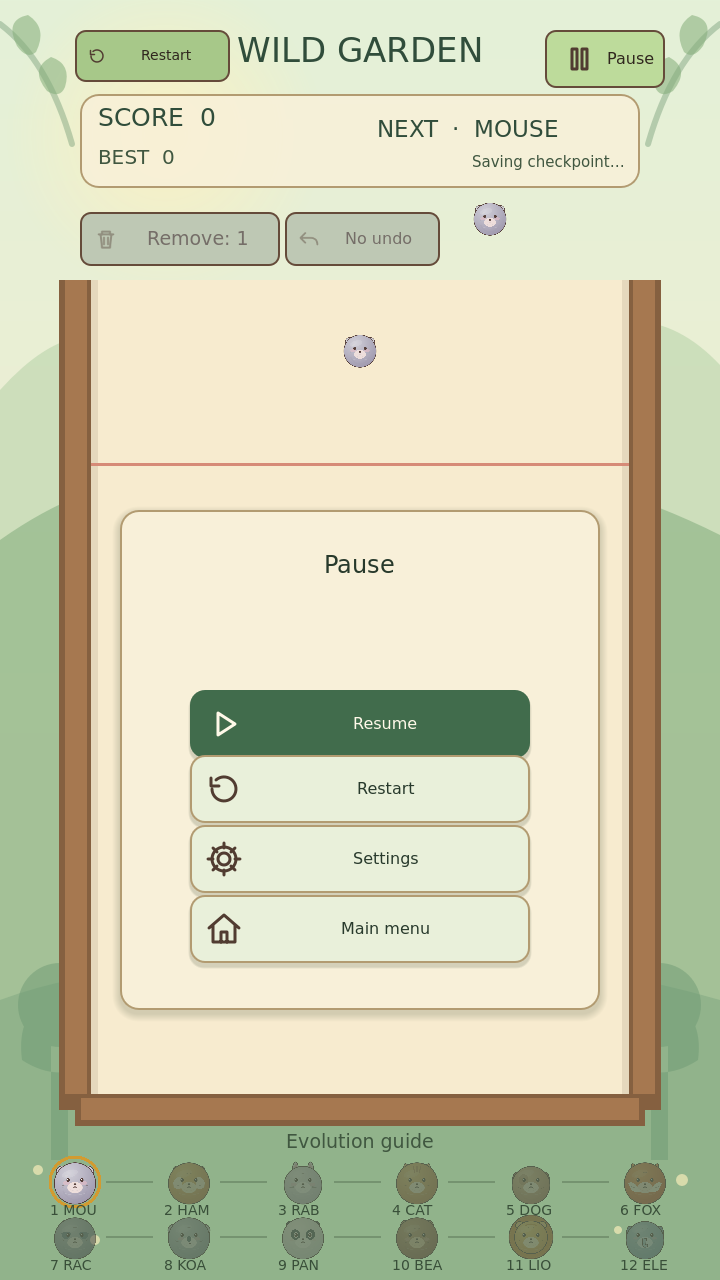 Restart
WILD GARDEN
Pause
SCORE 0
BEST 0
NEXT · MOUSE
Saving checkpoint...
Remove: 1
No undo
Pause
Resume
Restart
Settings
Main menu
Evolution guide
1 MOU
2 HAM
3 RAB
4 CAT
5 DOG
6 FOX
7 RAC
8 KOA
9 PAN
10 BEA
11 LIO
12 ELE